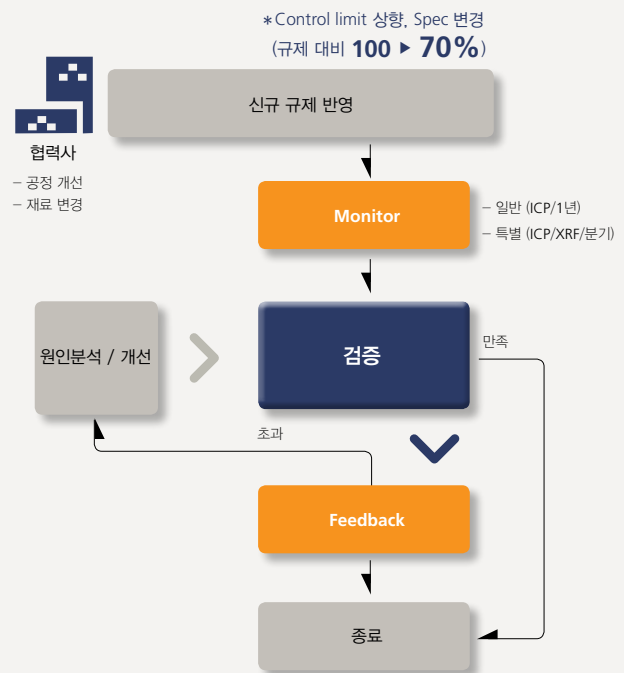 *Control limit 상향, Spec 변경
(규제 대비 100 ▶ 70%)
신규 규제 반영
협력사
– 공정 개선
– 재료 변경
Monitor
– 일반 (ICP/1년)
– 특별 (ICP/XRF/분기)
원인분석 / 개선
검증
만족
초과
Feedback
종료